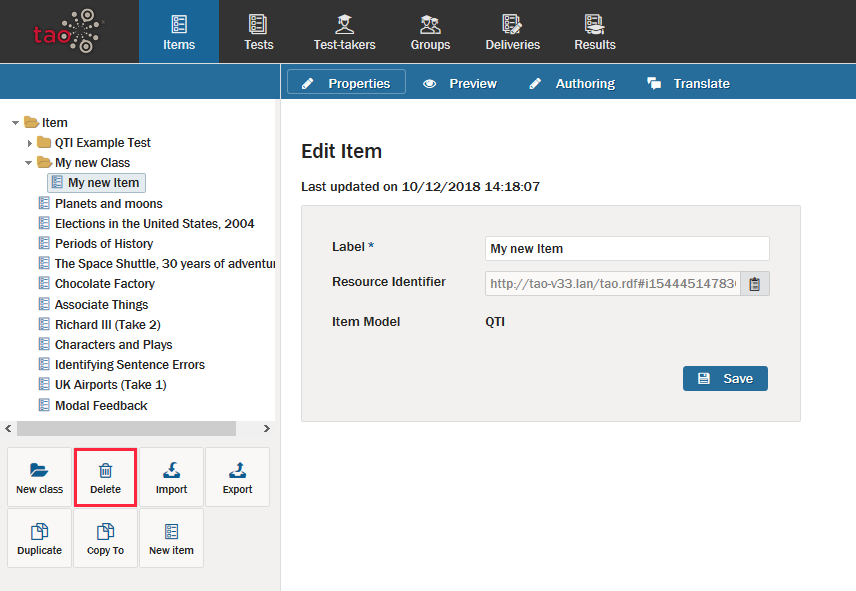 tao
Items
Tests
Test-takers
Groups
Deliveries
Results
Properties
Preview
Authoring
Translate
Item
QTI Example Test
My new Class
My new Item
Planets and moons
Elections in the United States, 2004
Periods of History
The Space Shuttle, 30 years of adventur
Chocolate Factory
Associate Things
Richard III (Take 2)
Characters and Plays
Identifying Sentence Errors
UK Airports (Take 1)
Modal Feedback
New class
Delete
Import
Export
Duplicate
Copy To
New item
Edit Item
Last updated on 10/12/2018 14:18:07
Label * My new Item
Resource Identifier http://tao-v33.lan/tao.rdf#i154445147836
Item Model QTI
Save